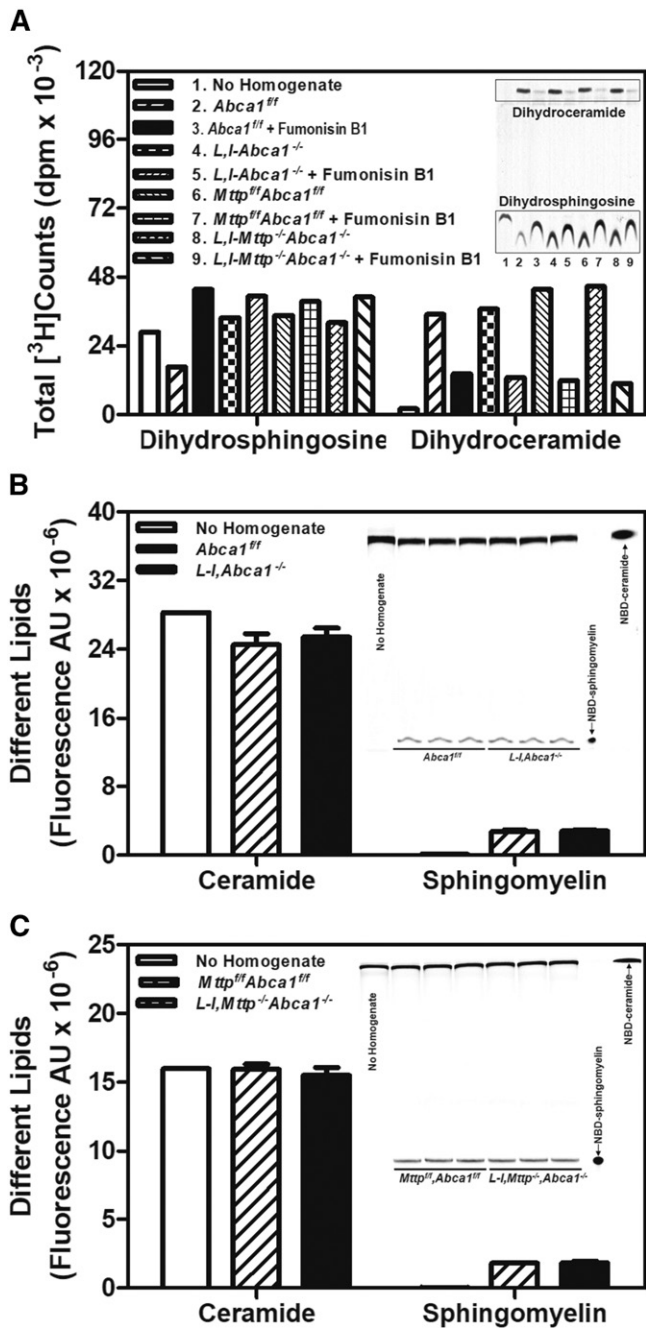 A
Total [³H]Counts (dpm x 10⁻³)
120
96
72
48
24
0
1. No Homogenate
2. Abca1f/f
3. Abca1f/f + Fumonisin B1
4. L,I-Abca1-/-
5. L,I-Abca1-/- + Fumonisin B1
6. Mttpf/fAbca1f/f
7. Mttpf/fAbca1f/f + Fumonisin B1
8. L,I-Mttp-/-Abca1-/-
9. L,I-Mttp-/-Abca1-/- + Fumonisin B1
Dihydroceramide
Dihydrosphingosine
1 2 3 4 5 6 7 8 9
Dihydrosphingosine
Dihydroceramide
B
Different Lipids
(Fluorescence AU x 10⁻⁶)
40
32
24
16
8
0
No Homogenate
Abca1f/f
L-I,Abca1-/-
No Homogenate
Abca1f/f
L-I,Abca1-/-
←NBD-sphingomyelin
NBD-ceramide→
Ceramide
Sphingomyelin
C
Different Lipids
(Fluorescence AU x 10⁻⁶)
25
20
15
10
5
0
No Homogenate
Mttpf/fAbca1f/f
L-I,Mttp-/-Abca1-/-
No Homogenate
Mttpf/f,Abca1f/f
L-I,Mttp-/-,Abca1-/-
←NBD-sphingomyelin
NBD-ceramide→
Ceramide
Sphingomyelin